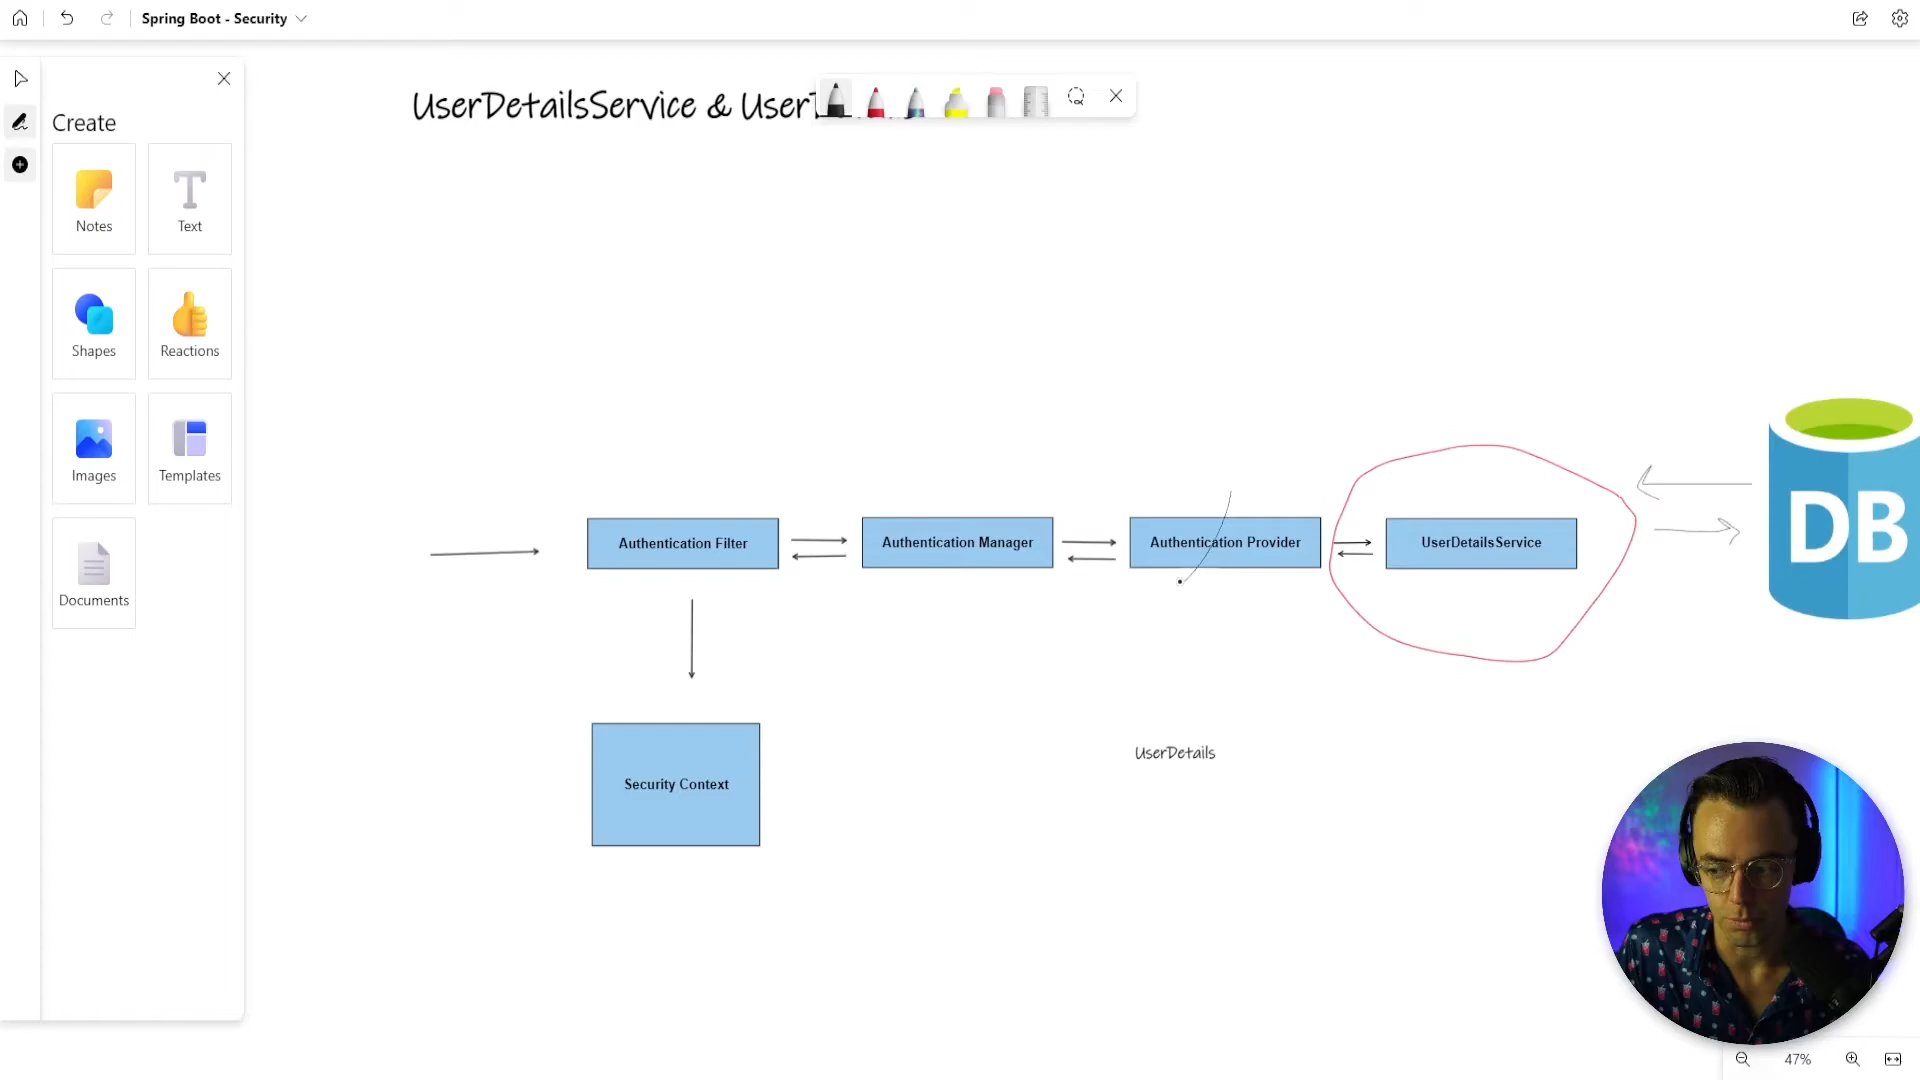 Spring Boot - Security
UserDetailsService & User
Create
Notes
Text
Shapes
Reactions
Images
Templates
Documents
Authentication Filter
Authentication Manager
Authentication Provider
UserDetailsService
DB
Security Context
UserDetails
47%